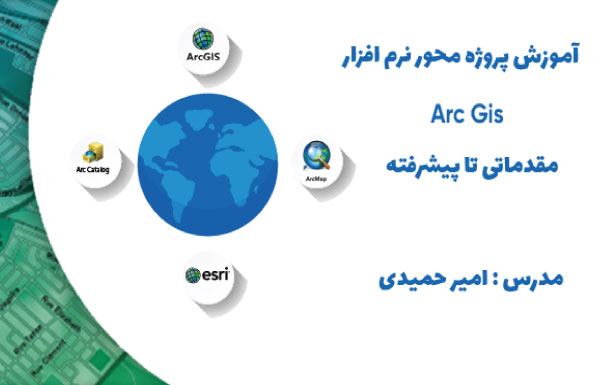 آموزش پروژه محور نرم افزار
Arc Gis
مقدماتی تا پیشرفته
مدرس : امیر حمیدی
ArcGIS
Arc Catalog
ArcMap
esri